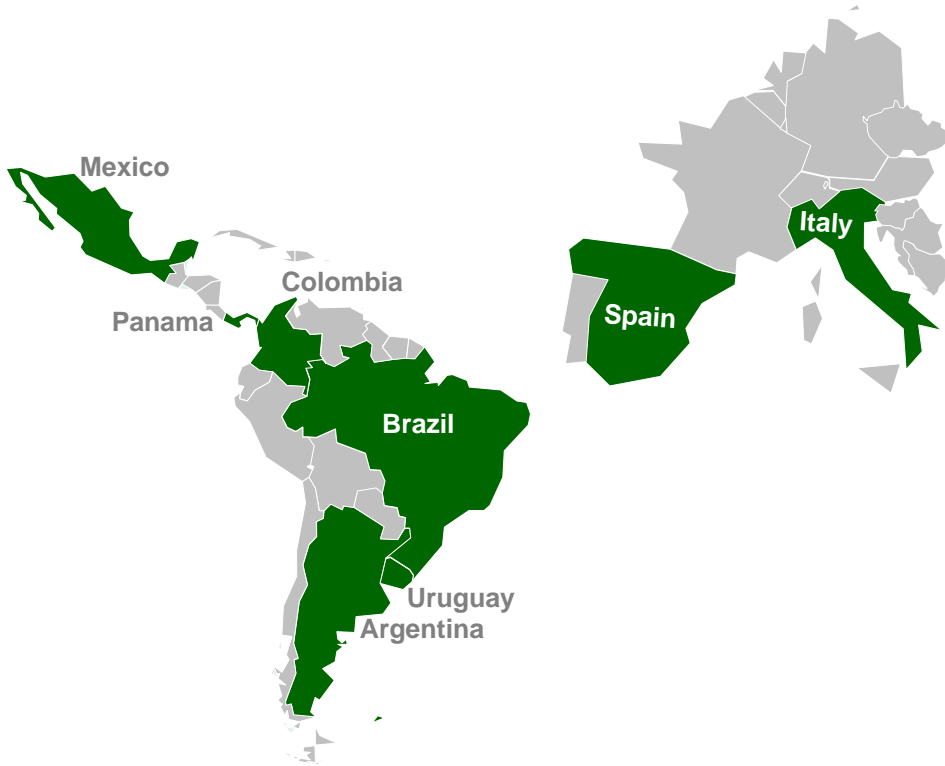 Mexico
Italy
Colombia
Panama
Spain
Brazil
Uruguay
Argentina